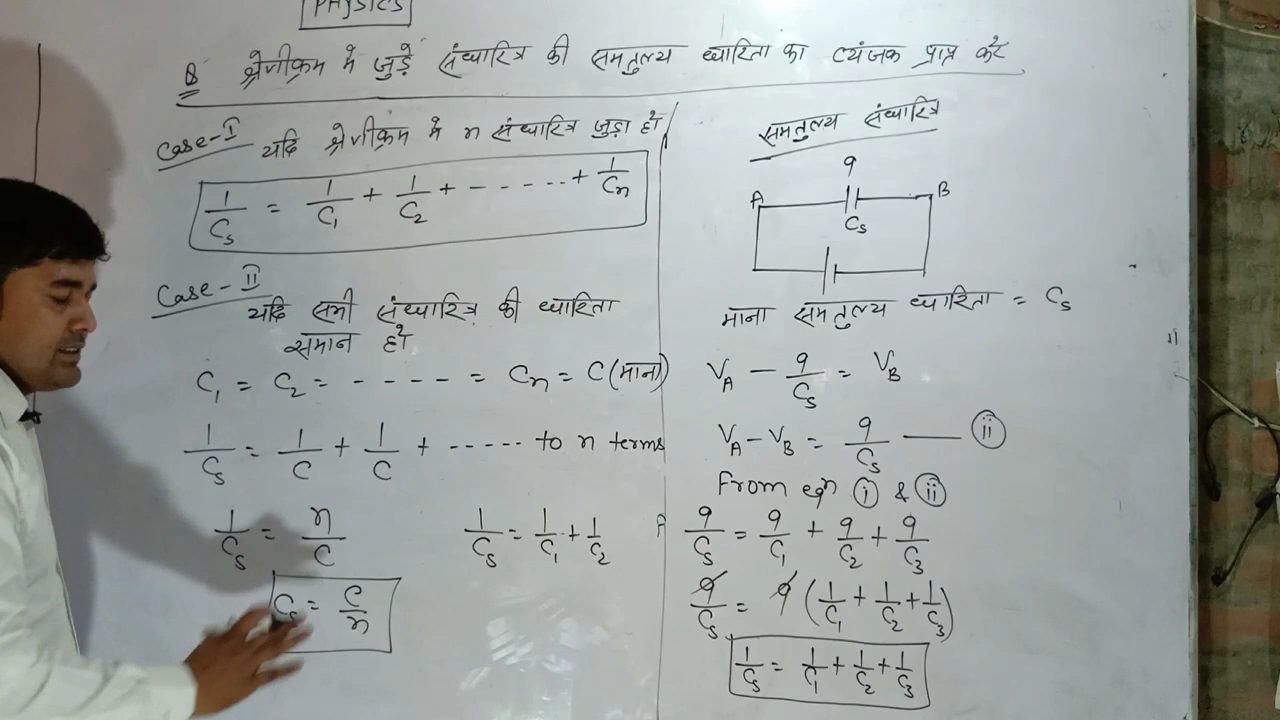 PHYSICS
Q श्रेणीक्रम मे जुड़े संधारित्र की समतुल्य धारिता का व्यंजक प्राप्त करें
Case-I यदि श्रेणीक्रम मे n संधारित्र जुड़ा हो
1/Cs = 1/C1 + 1/C2 + ------ + 1/Cn
Case-II
यदि सभी संधारित्र की धारिता
समान हो
C1 = C2 = ----- = Cn = C (माना)
1/Cs = 1/C + 1/C + ----- to n terms
1/Cs = n/C
1/Cs = 1/C1 + 1/C2
Cs = C/n
समतुल्य संधारित्र
q
A B
Cs
माना समतुल्य धारिता = Cs
VA - q/Cs = VB
VA - VB = q/Cs — (ii)
From eqn (i) & (ii)
q/Cs = q/C1 + q/C2 + q/C3
q/Cs = q (1/C1 + 1/C2 + 1/C3)
1/Cs = 1/C1 + 1/C2 + 1/C3